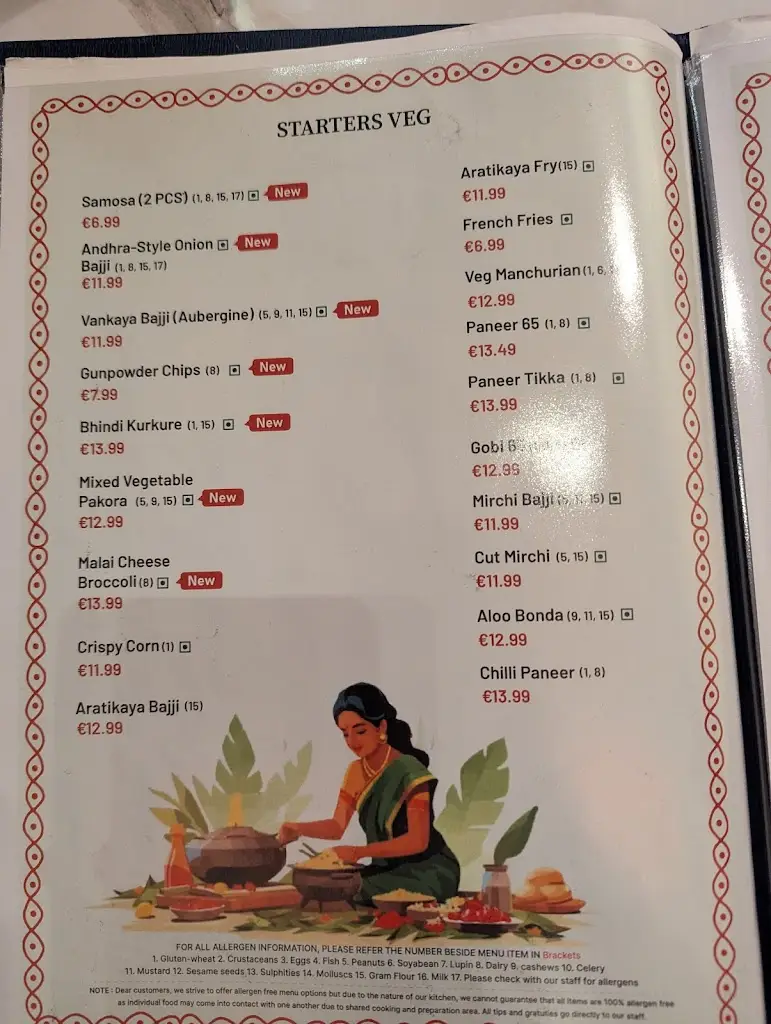 STARTERS VEG
Samosa (2 PCS) (1, 8, 15, 17) New
€6.99
Andhra-Style Onion New
Bajji (1, 8, 15, 17)
€11.99
Vankaya Bajji (Aubergine) (5, 9, 11, 15) New
€11.99
Gunpowder Chips (8) New
€7.99
Bhindi Kurkure (1, 15) New
€13.99
Mixed Vegetable
Pakora (5, 9, 15) New
€12.99
Malai Cheese
Broccoli (8) New
€13.99
Crispy Corn (1)
€11.99
Aratikaya Bajji (15)
€12.99
Aratikaya Fry (15)
€11.99
French Fries
€6.99
Veg Manchurian (1, 6,
€12.99
Paneer 65 (1, 8)
€13.49
Paneer Tikka (1, 8)
€13.99
Gobi
€12.99
Mirchi Bajji
€11.99
Cut Mirchi (5, 15)
€11.99
Aloo Bonda (9, 11, 15)
€12.99
Chilli Paneer (1, 8)
€13.99
FOR ALL ALLERGEN INFORMATION, PLEASE REFER THE NUMBER BESIDE MENU ITEM IN Brackets
1. Gluten-wheat 2. Crustaceans 3. Eggs 4. Fish 5. Peanuts 6. Soyabean 7. Lupin 8. Dairy 9. cashews 10. Celery
11. Mustard 12. Sesame seeds 13. Sulphities 14. Molluscs 15. Gram Flour 16. Milk 17. Please check with our staff for allergens
NOTE : Dear customers, we strive to offer allergen free menu options but due to the nature of our kitchen, we cannot guarantee that all items are 100% allergen free
as individual food may come into contact with one another due to shared cooking and preparation area. All tips and gratuties go directly to our staff.